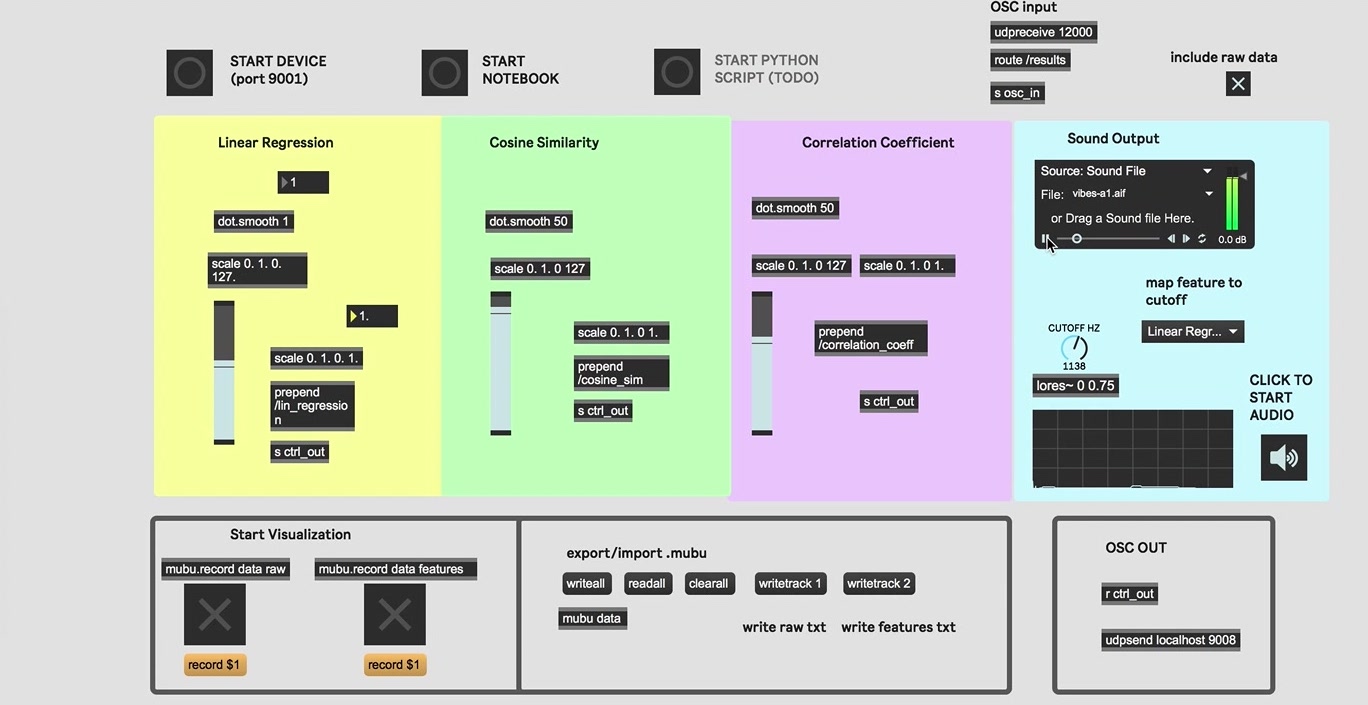 OSC input
udpreceive 12000
route /results
s osc_in
include raw data
START DEVICE
(port 9001)
START
NOTEBOOK
START PYTHON
SCRIPT (TODO)
Linear Regression
1
dot.smooth 1
scale 0. 1. 0.
127.
1.
scale 0. 1. 0. 1.
prepend
/lin_regressio
n
s ctrl_out
Cosine Similarity
dot.smooth 50
scale 0. 1. 0 127
scale 0. 1. 0 1.
prepend
/cosine_sim
s ctrl_out
Correlation Coefficient
dot.smooth 50
scale 0. 1. 0 127
scale 0. 1. 0 1.
prepend
/correlation_coeff
s ctrl_out
Sound Output
Source: Sound File
File: vibes-a1.aif
or Drag a Sound file Here.
0.0 dB
map feature to
cutoff
Linear Regr...
CUTOFF HZ
1138
lores~ 0 0.75
CLICK TO
START
AUDIO
Start Visualization
mubu.record data raw
mubu.record data features
record $1
record $1
export/import .mubu
writeall
readall
clearall
writetrack 1
writetrack 2
mubu data
write raw txt
write features txt
OSC OUT
r ctrl_out
udpsend localhost 9008